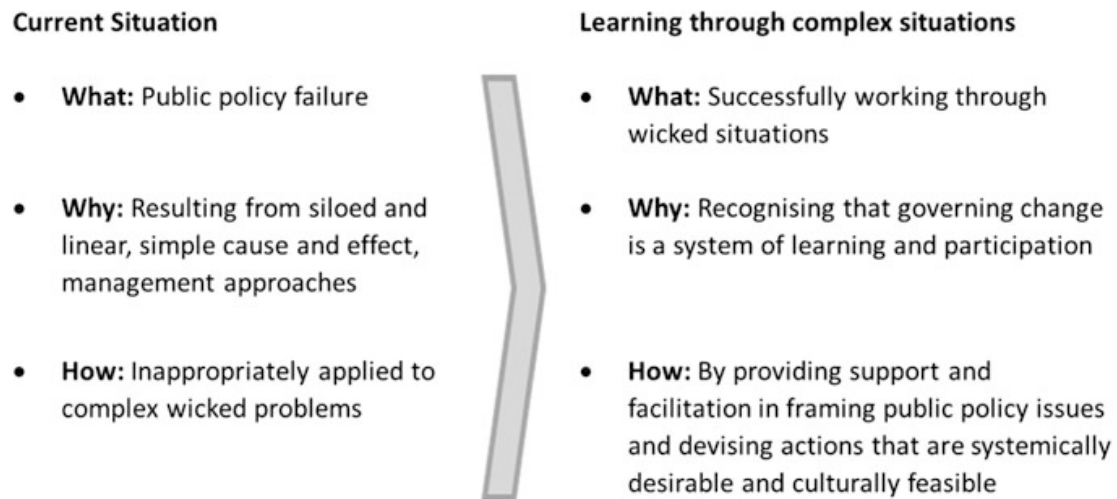 Current Situation
• What: Public policy failure
• Why: Resulting from siloed and
linear, simple cause and effect,
management approaches
• How: Inappropriately applied to
complex wicked problems
Learning through complex situations
• What: Successfully working through
wicked situations
• Why: Recognising that governing change
is a system of learning and participation
• How: By providing support and
facilitation in framing public policy issues
and devising actions that are systemically
desirable and culturally feasible